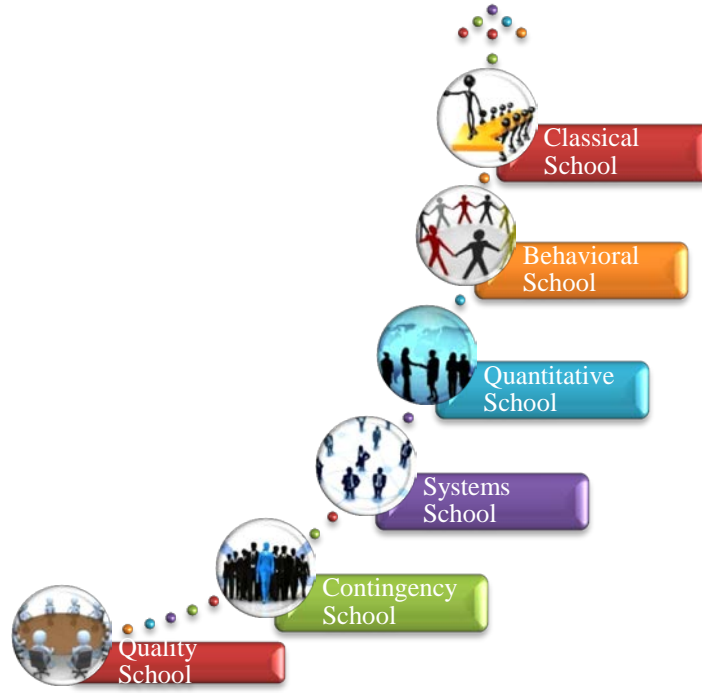 Classical
School
Behavioral
School
Quantitative
School
Systems
School
Contingency
School
Quality
School